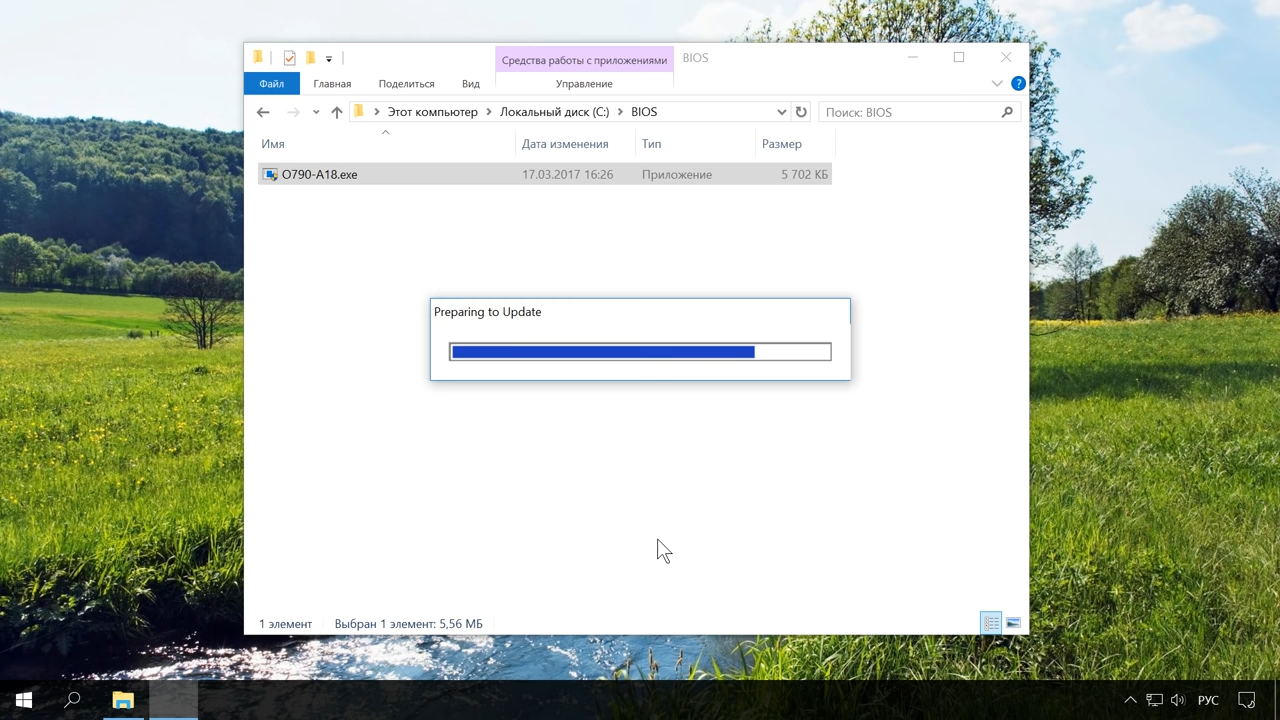 Средства работы с приложениями
BIOS
Файл
Главная
Поделиться
Вид
Управление
?
Этот компьютер
Локальный диск (C:)
BIOS
Поиск: BIOS
Имя
Дата изменения
Тип
Размер
O790-A18.exe
17.03.2017 16:26
Приложение
5 702 КБ
Preparing to Update
1 элемент
Выбран 1 элемент: 5,56 МБ
РУС